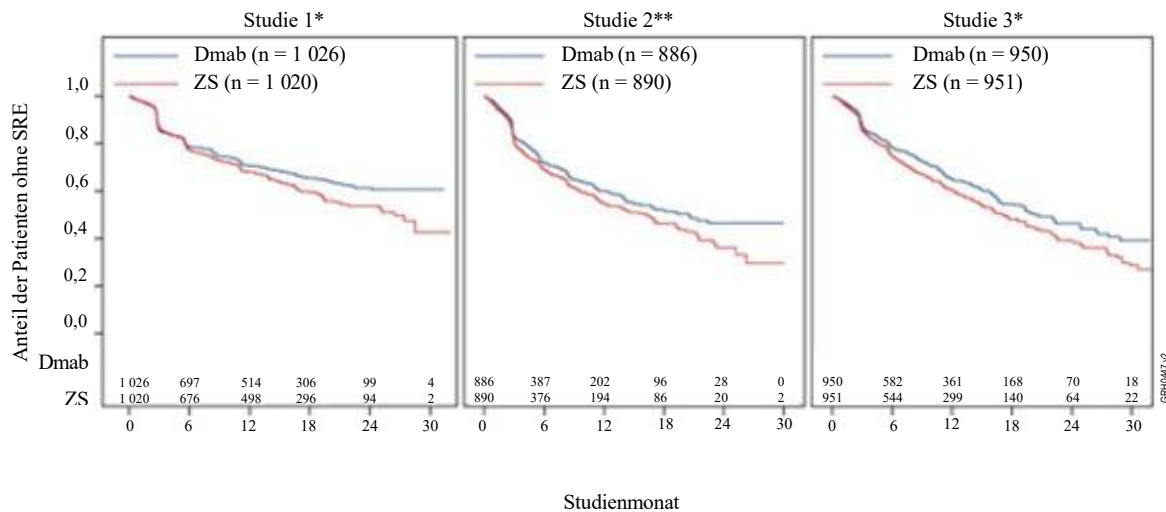 Studie 1*
Studie 2**
Studie 3*
Anteil der Patienten ohne SRE
Dmab (n = 1 026)
ZS (n = 1 020)
Dmab (n = 886)
ZS (n = 890)
Dmab (n = 950)
ZS (n = 951)
1,0
0,8
0,6
0,4
0,2
0,0
Dmab
1 026 697 514 306 99 4
886 387 202 96 28 0
950 582 361 168 70 18
ZS
1 020 676 498 296 94 2
890 376 194 86 20 2
951 544 299 140 64 22
0 6 12 18 24 30
0 6 12 18 24 30
0 6 12 18 24 30
Studienmonat
GRH0447 v2